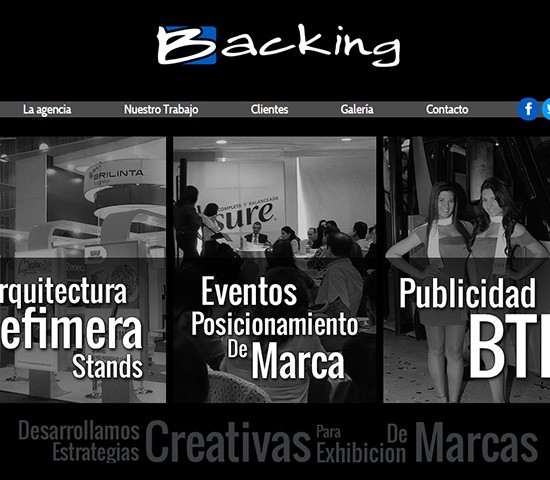 Backing
La agencia
Nuestro Trabajo
Clientes
Galería
Contacto
BRILINTA
COMPLETA Y BALANCEADA
sure
rquitectura
efimera
Stands
Eventos
Posicionamiento
De Marca
Publicidad
BT
Desarrollamos
Estrategias
Creativas
Para
Exhibicion
De
Marcas